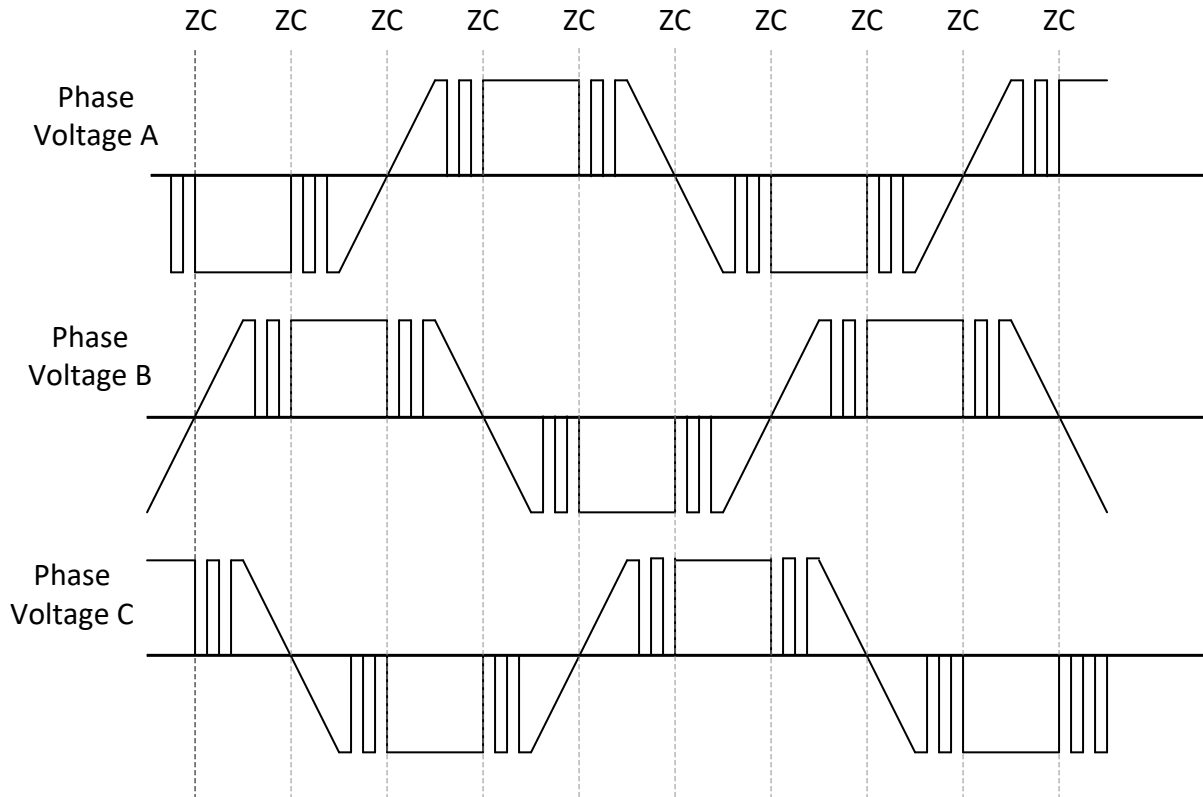 ZC ZC ZC ZC ZC ZC ZC ZC ZC ZC
Phase
Voltage A
Phase
Voltage B
Phase
Voltage C